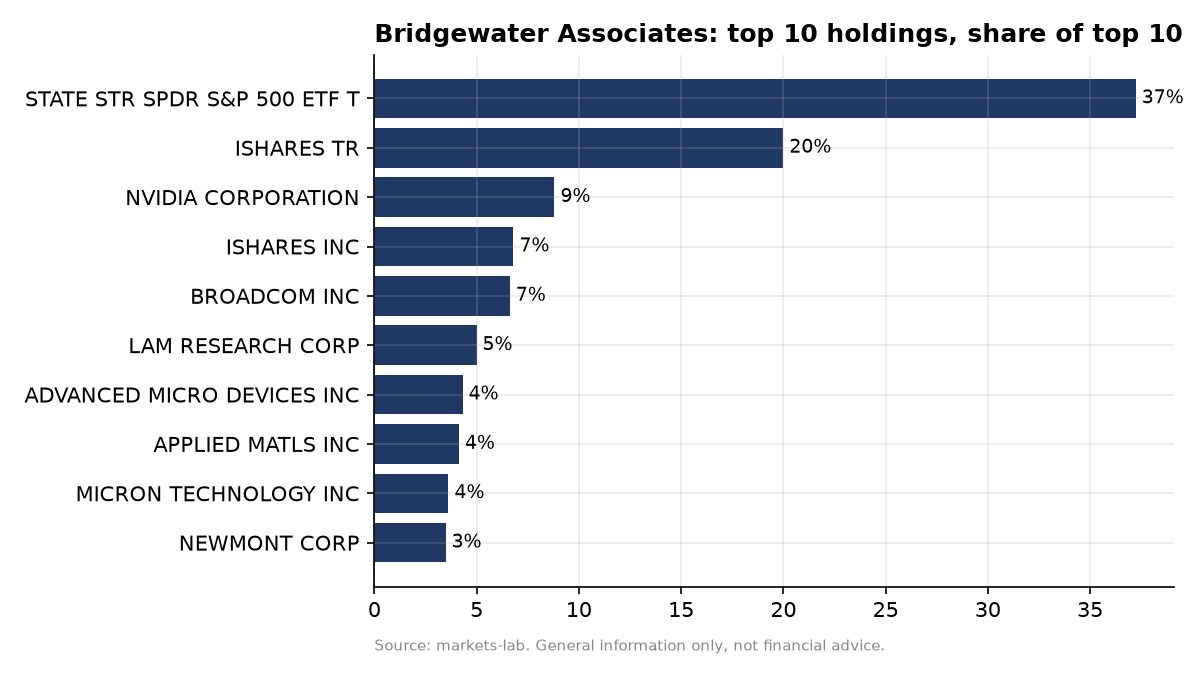 Bridgewater Associates: top 10 holdings, share of top 10
STATE STR SPDR S&P 500 ETF T 37%
ISHARES TR 20%
NVIDIA CORPORATION 9%
ISHARES INC 7%
BROADCOM INC 7%
LAM RESEARCH CORP 5%
ADVANCED MICRO DEVICES INC 4%
APPLIED MATLS INC 4%
MICRON TECHNOLOGY INC 4%
NEWMONT CORP 3%
0 5 10 15 20 25 30 35
Source: markets-lab. General information only, not financial advice.